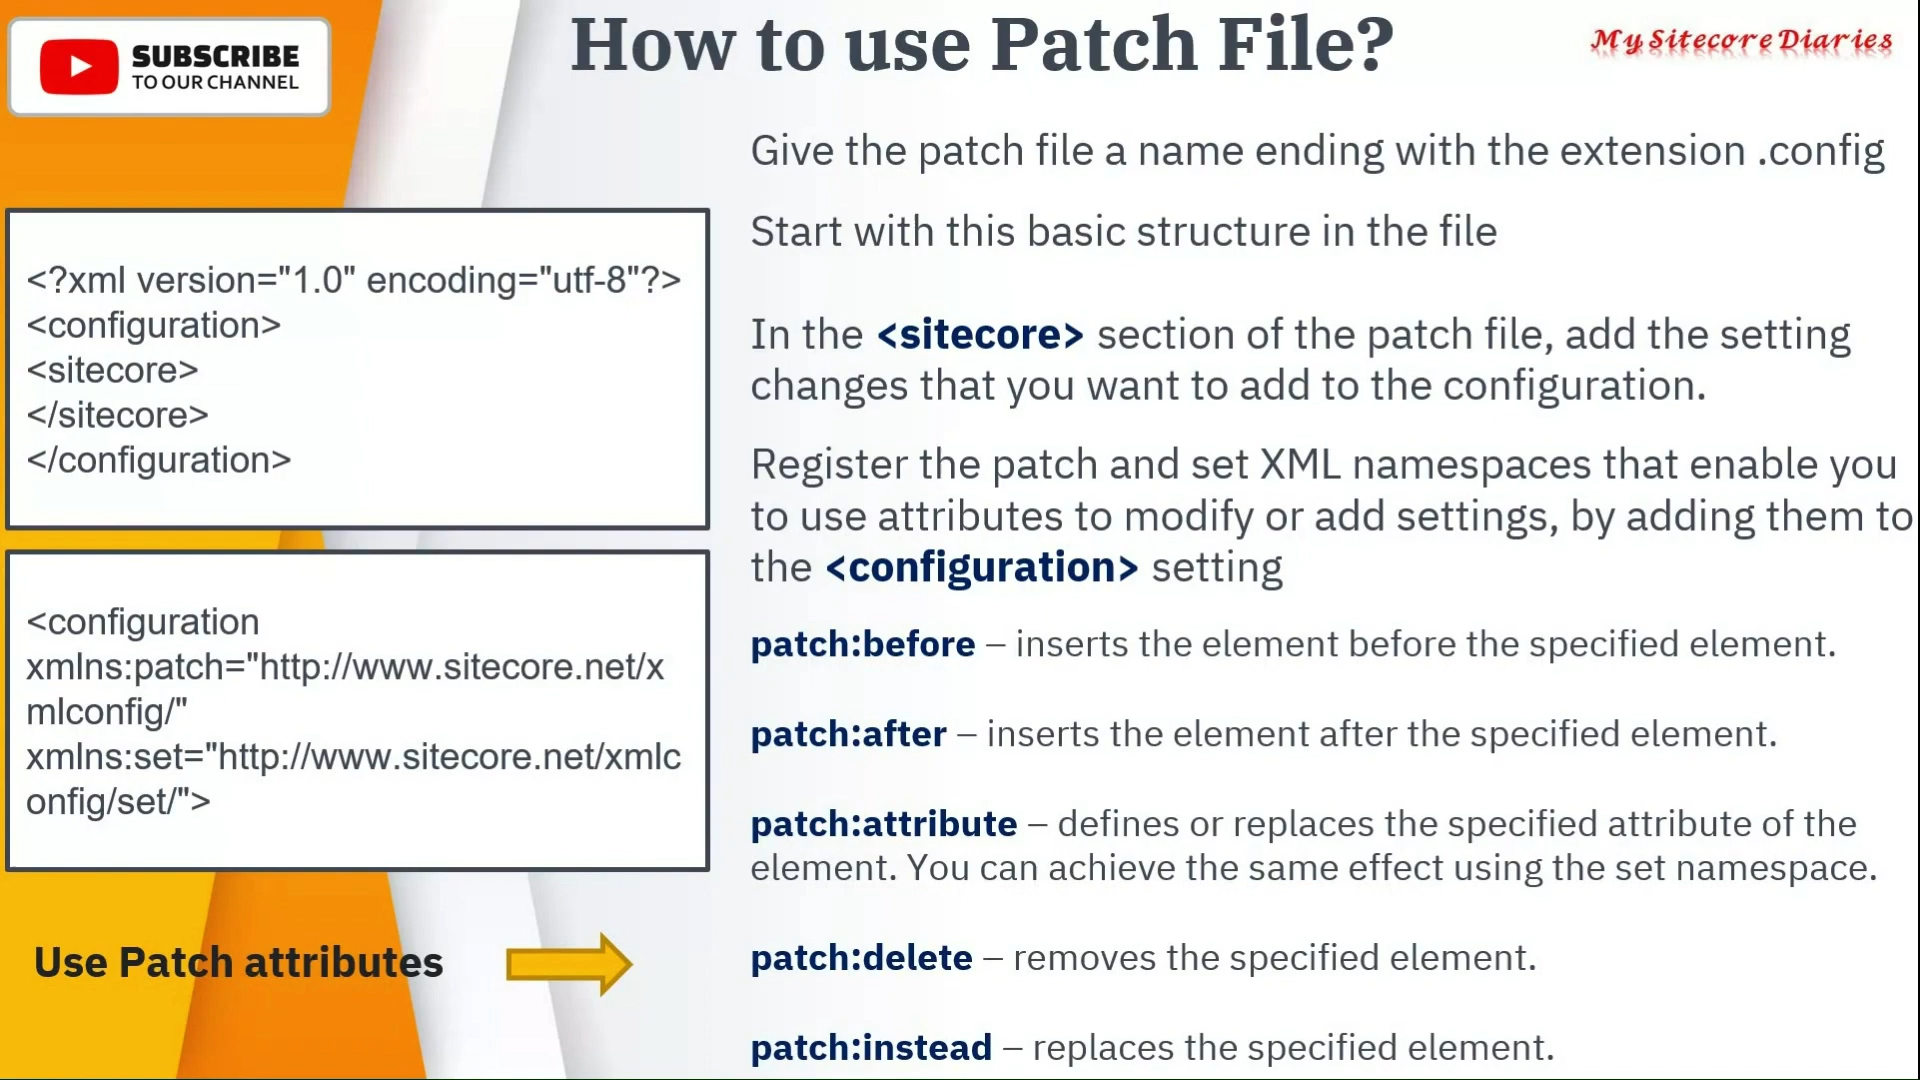 SUBSCRIBE
TO OUR CHANNEL
How to use Patch File?
My Sitecore Diaries
Give the patch file a name ending with the extension .config
Start with this basic structure in the file
<?xml version="1.0" encoding="utf-8"?>
<configuration>
<sitecore>
</sitecore>
</configuration>
In the <sitecore> section of the patch file, add the setting
changes that you want to add to the configuration.
Register the patch and set XML namespaces that enable you
to use attributes to modify or add settings, by adding them to
the <configuration> setting
<configuration
xmlns:patch="http://www.sitecore.net/x
mlconfig/"
xmlns:set="http://www.sitecore.net/xmlc
onfig/set/">
Use Patch attributes
patch:before – inserts the element before the specified element.
patch:after – inserts the element after the specified element.
patch:attribute – defines or replaces the specified attribute of the
element. You can achieve the same effect using the set namespace.
patch:delete – removes the specified element.
patch:instead – replaces the specified element.